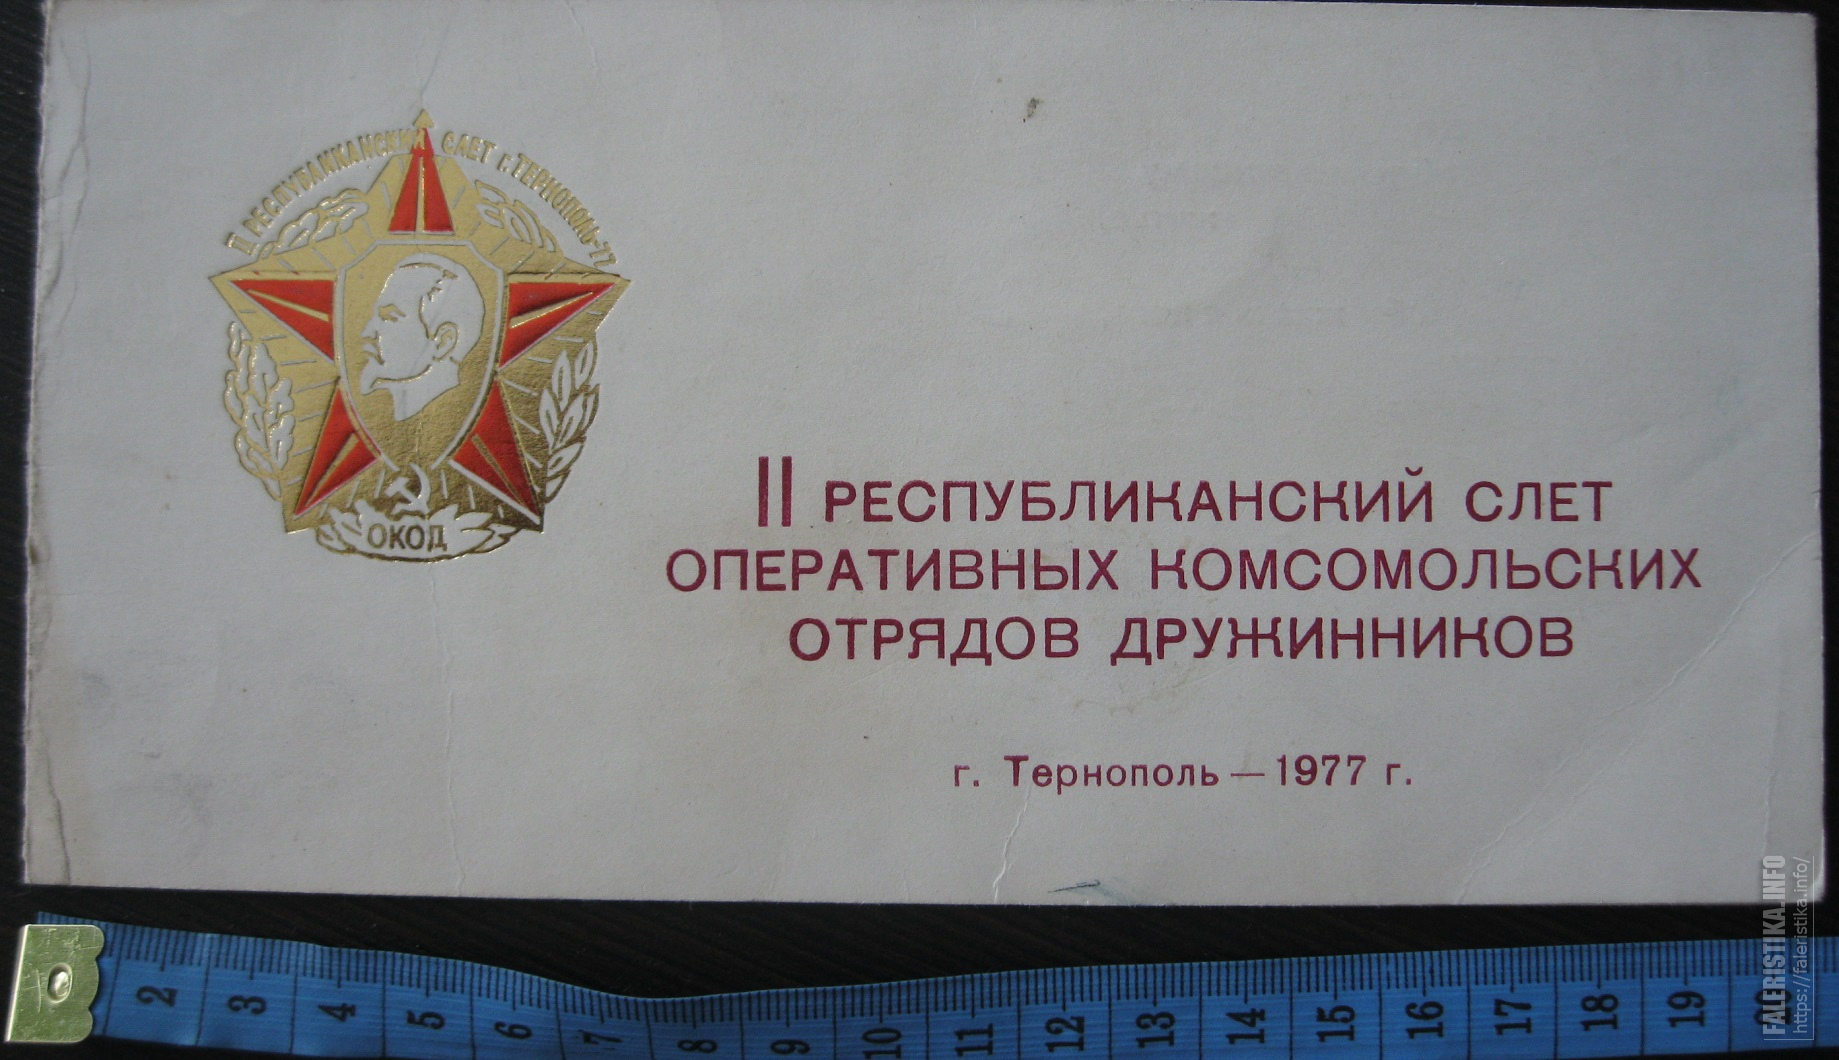 II РЕСПУБЛИКАНСКИЙ СЛЕТ г. ТЕРНОПОЛЬ-77
ОКОД
II РЕСПУБЛИКАНСКИЙ СЛЕТ
ОПЕРАТИВНЫХ КОМСОМОЛЬСКИХ
ОТРЯДОВ ДРУЖИННИКОВ
г. Тернополь — 1977 г.
2 3 4 5 6 7 8 9 10 11 12 13 14 15 16 17 18 19
FALERISTIKA.INFO
https://faleristika.info/